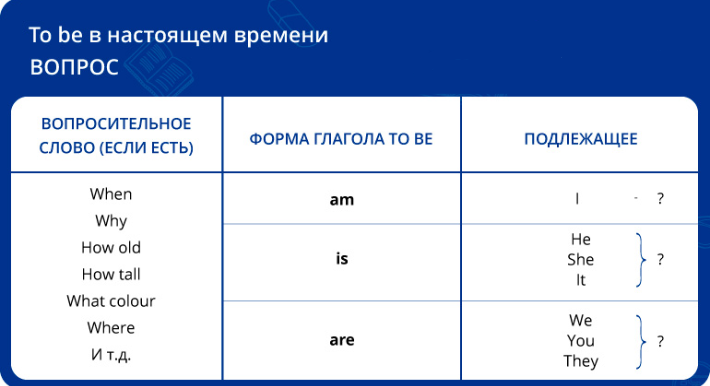 To be в настоящем времени
ВОПРОС
ВОПРОСИТЕЛЬНОЕ
СЛОВО (ЕСЛИ ЕСТЬ)
ФОРМА ГЛАГОЛА TO BE
ПОДЛЕЖАЩЕЕ
When
Why
How old
How tall
What colour
Where
И т.д.
am
I - ?
is
He
She ?
It
are
We
You ?
They